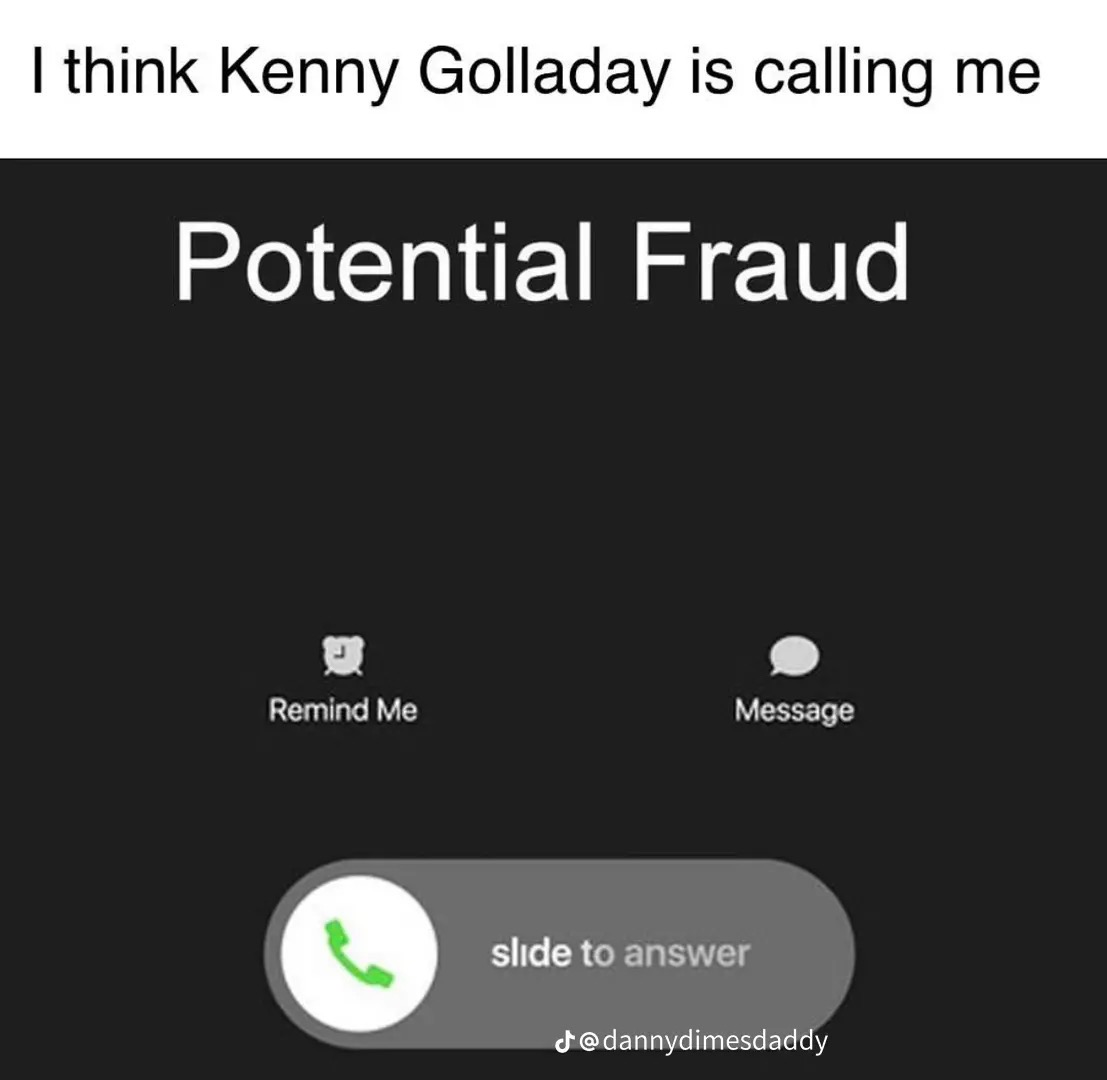 I think Kenny Golladay is calling me
Potential Fraud
Remind Me
Message
slide to answer
@dannydimesdaddy